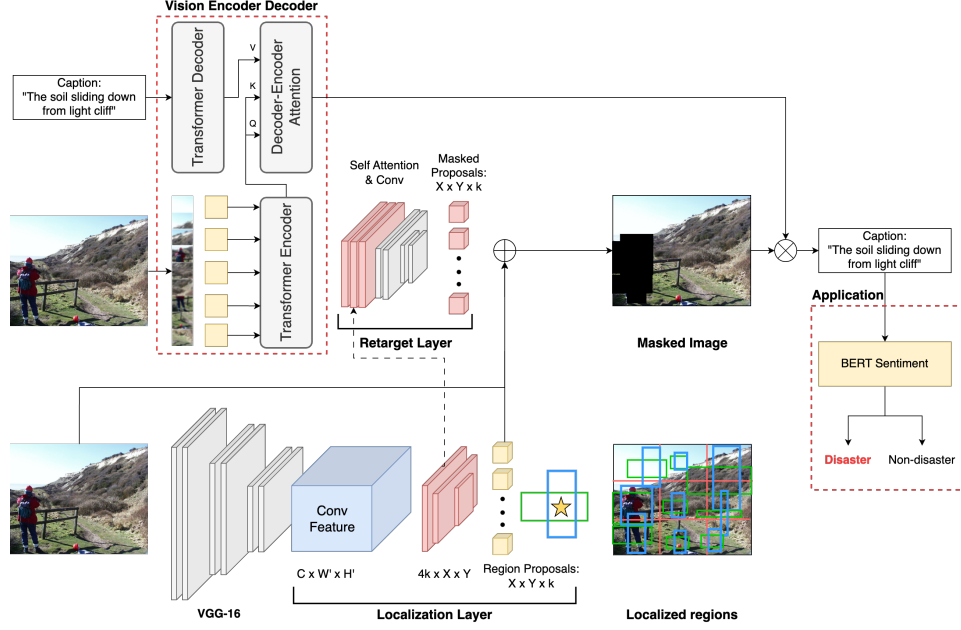 Vision Encoder Decoder
Caption:
"The soil sliding down
from light cliff"
Transformer Decoder
V
K
Q
Decoder-Encoder
Attention
Transformer Encoder
Self Attention
& Conv
Masked
Proposals:
X x Y x k
Retarget Layer
Masked Image
Caption:
"The soil sliding down
from light cliff"
Application
BERT Sentiment
Disaster
Non-disaster
Conv
Feature
C x W' x H'
4k x X x Y
Region Proposals:
X x Y x k
VGG-16
Localization Layer
Localized regions